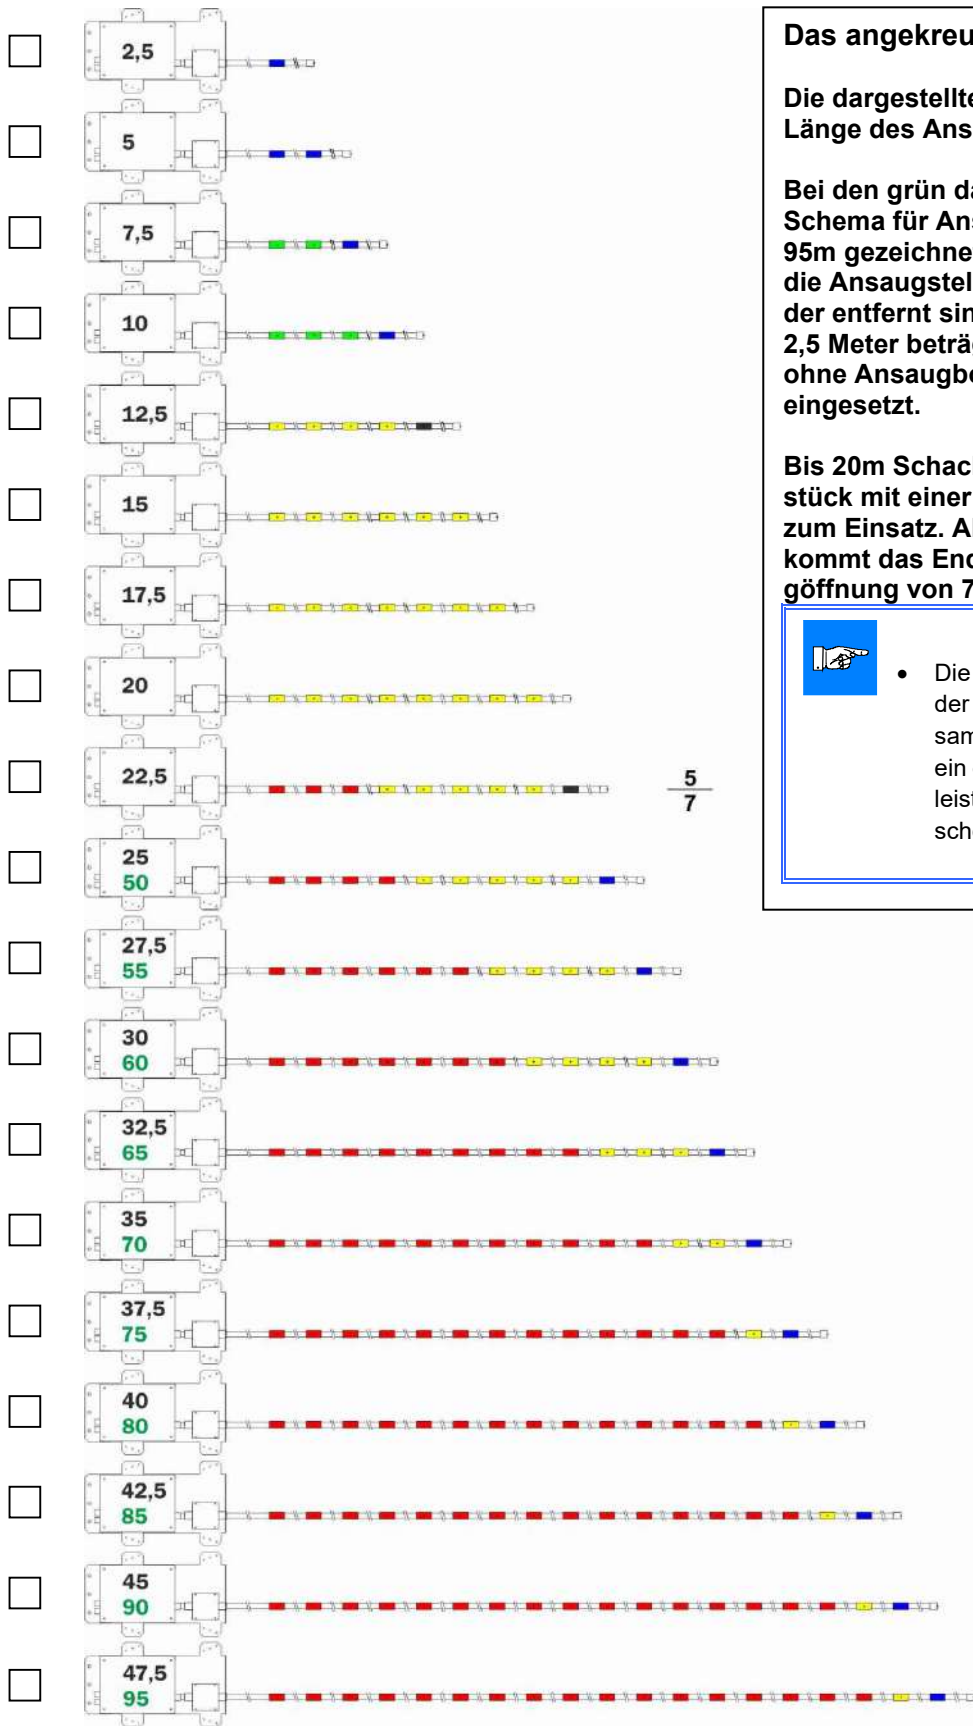 2,5
5
7,5
10
12,5
15
17,5
20
22,5
5
7
25
50
27,5
55
30
60
32,5
65
35
70
37,5
75
40
80
42,5
85
45
90
47,5
95
Das angekreu
Die dargestellte
Länge des Ans
Bei den grün da
Schema für Ans
95m gezeichne
die Ansaugstel
der entfernt sin
2,5 Meter beträg
ohne Ansaugbo
eingesetzt.
Bis 20m Schac
stück mit einer
zum Einsatz. A
kommt das End
göffnung von 7
• Die
der
sam
ein
leist
sch